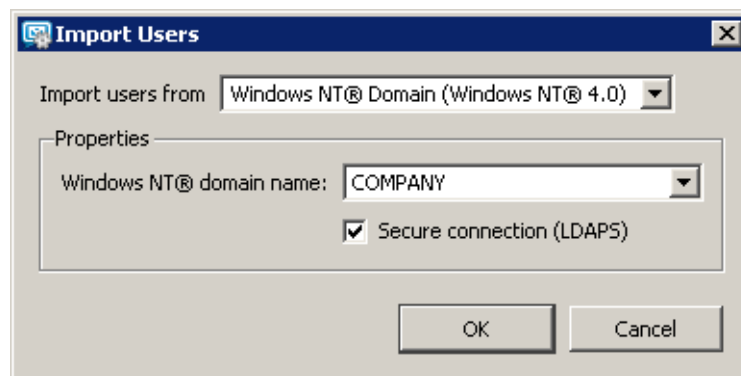 Import Users
Import users from Windows NT® Domain (Windows NT® 4.0)
Properties
Windows NT® domain name: COMPANY
Secure connection (LDAPS)
OK Cancel